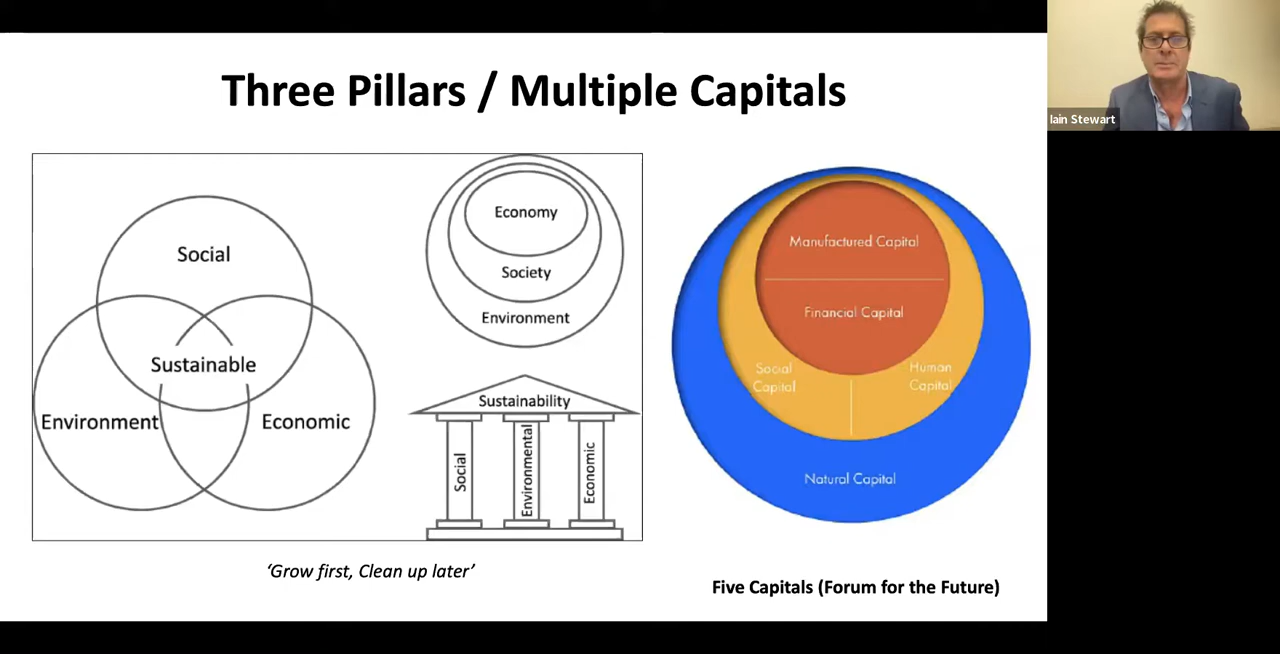 Three Pillars / Multiple Capitals
Iain Stewart
Social
Sustainable
Environment
Economic
Economy
Society
Environment
Sustainability
Social
Environmental
Economic
'Grow first, Clean up later'
Manufactured Capital
Financial Capital
Social
Capital
Human
Capital
Natural Capital
Five Capitals (Forum for the Future)